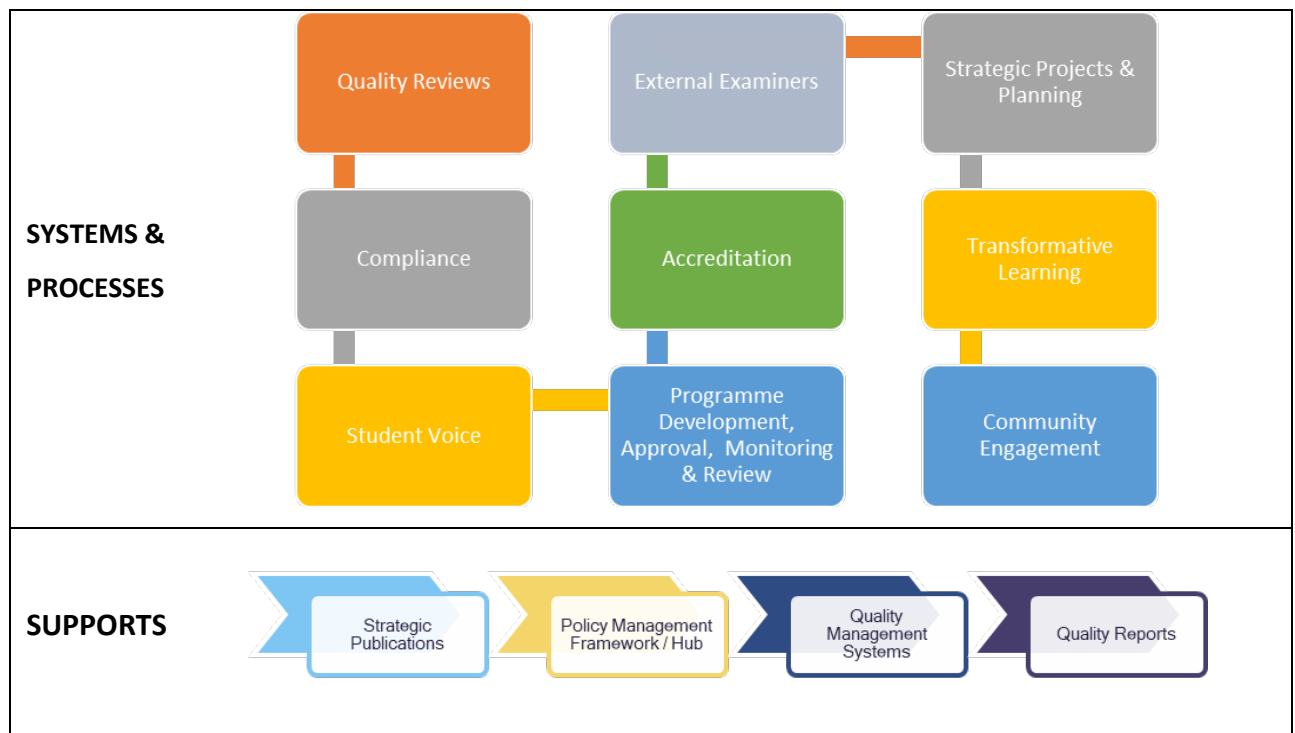 SYSTEMS &
PROCESSES
Quality Reviews
External Examiners
Strategic Projects &
Planning
Compliance
Accreditation
Transformative
Learning
Student Voice
Programme
Development,
Approval, Monitoring
& Review
Community
Engagement
SUPPORTS
Strategic
Publications
Policy Management
Framework / Hub
Quality
Management
Systems
Quality Reports